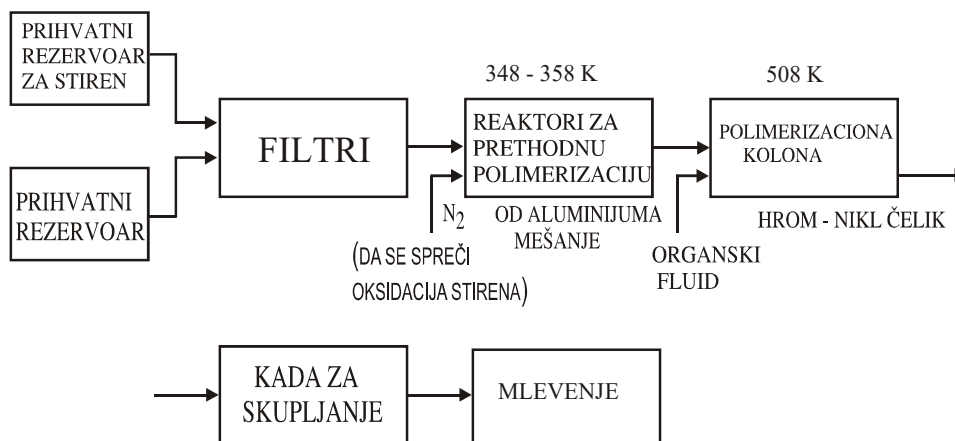 PRIHVATNI
REZERVOAR
ZA STIREN
PRIHVATNI
REZERVOAR
FILTRI
348 - 358 K
REAKTORI ZA
PRETHODNU
POLIMERIZACIJU
N2
OD ALUMINIJUMA
MEŠANJE
(DA SE SPREČI
OKSIDACIJA STIRENA)
508 K
POLIMERIZACIONA
KOLONA
HROM - NIKL ČELIK
ORGANSKI
FLUID
KADA ZA
SKUPLJANJE
MLEVENJE